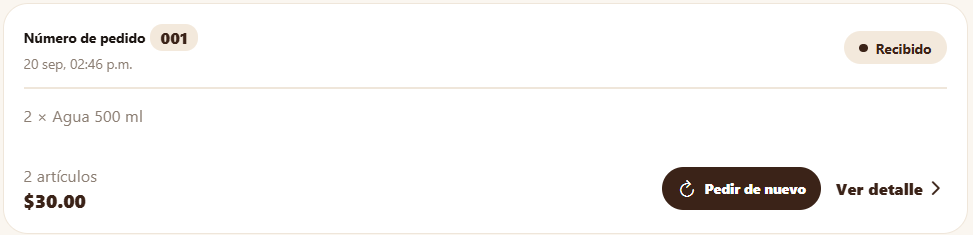 Número de pedido 001
20 sep, 02:46 p.m.
Recibido
2 × Agua 500 ml
2 artículos
$30.00
Pedir de nuevo
Ver detalle